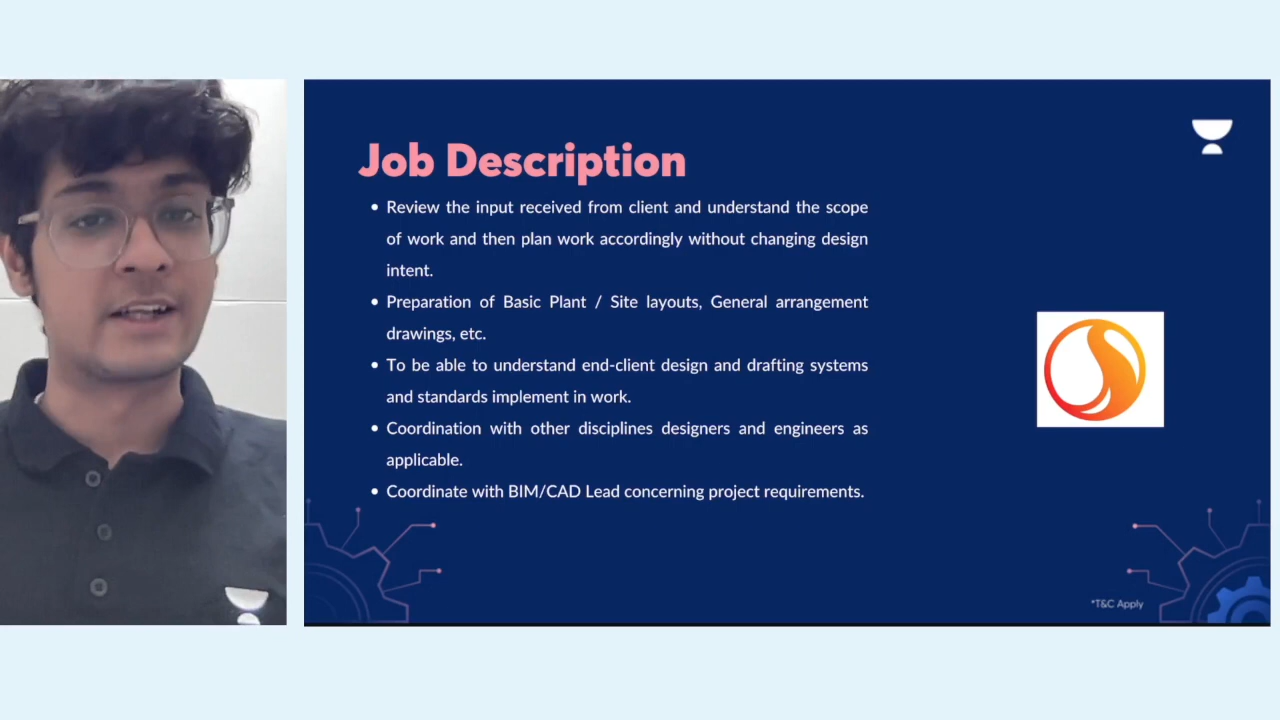 Job Description
• Review the input received from client and understand the scope
of work and then plan work accordingly without changing design
intent.
• Preparation of Basic Plant / Site layouts, General arrangement
drawings, etc.
• To be able to understand end-client design and drafting systems
and standards implement in work.
• Coordination with other disciplines designers and engineers as
applicable.
• Coordinate with BIM/CAD Lead concerning project requirements.
*T&C Apply